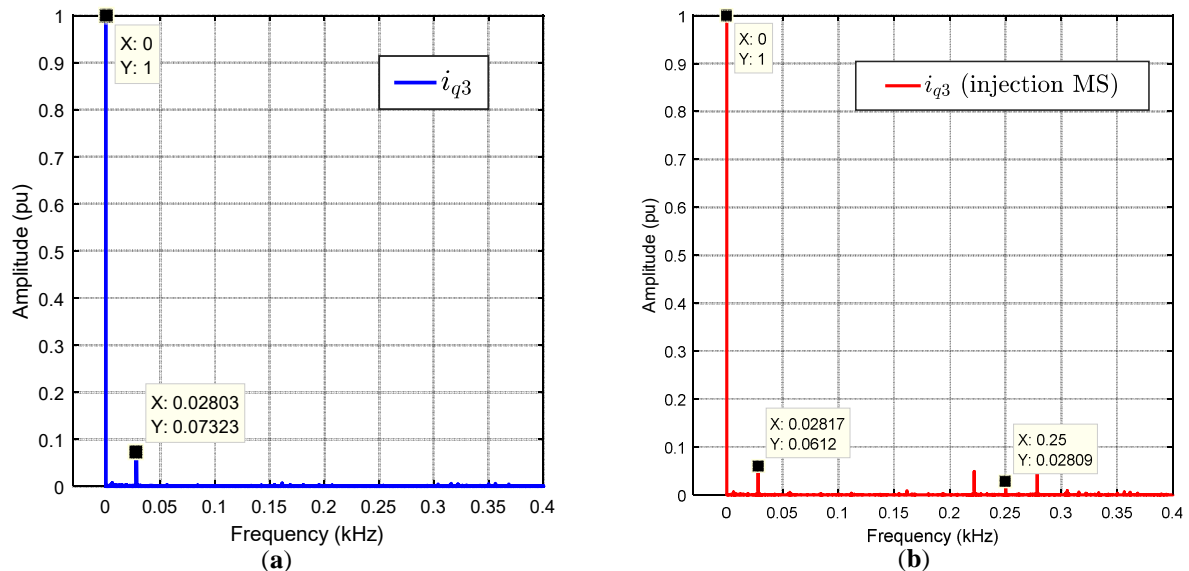 1
0.9
0.8
0.7
0.6
0.5
0.4
0.3
0.2
0.1
0
Amplitude (pu)
X: 0
Y: 1
i_{q3}
X: 0.02803
Y: 0.07323
0 0.05 0.1 0.15 0.2 0.25 0.3 0.35 0.4
Frequency (kHz)
(a)
1
0.9
0.8
0.7
0.6
0.5
0.4
0.3
0.2
0.1
0
Amplitude (pu)
X: 0
Y: 1
i_{q3} (injection MS)
X: 0.02817
Y: 0.0612
X: 0.25
Y: 0.02809
0 0.05 0.1 0.15 0.2 0.25 0.3 0.35 0.4
Frequency (kHz)
(b)